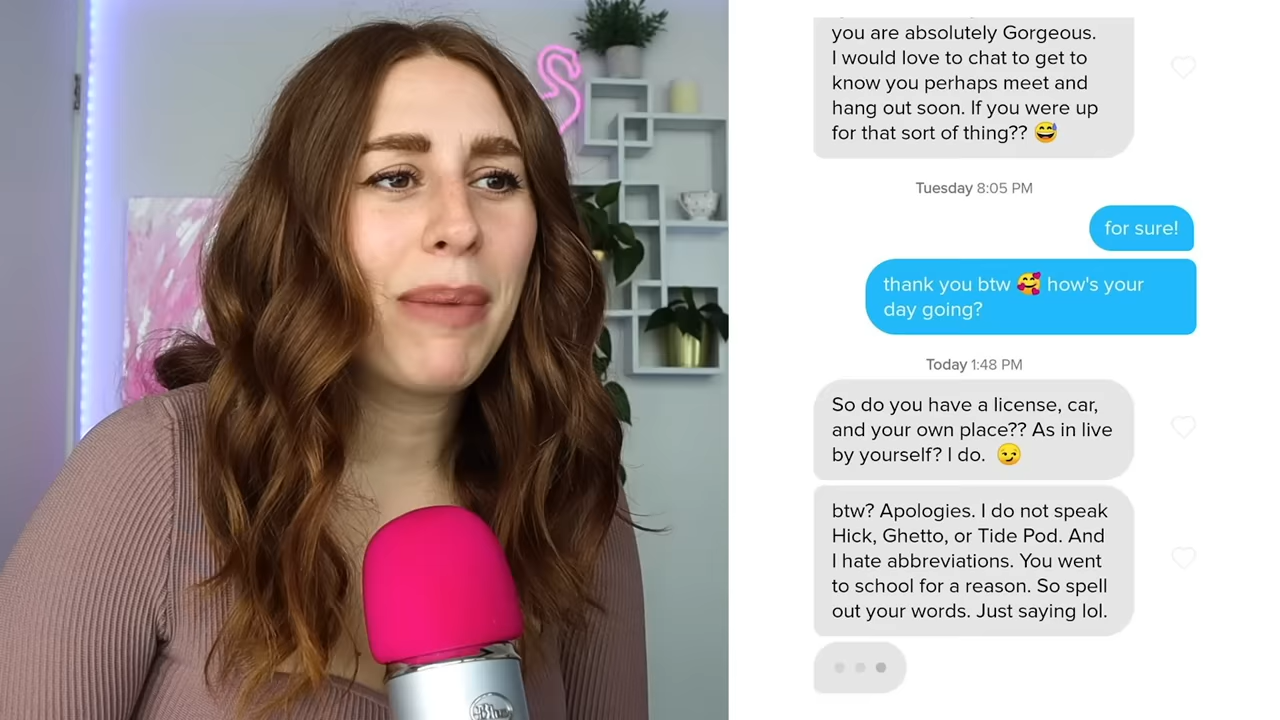 you are absolutely Gorgeous.
I would love to chat to get to
know you perhaps meet and
hang out soon. If you were up
for that sort of thing?? 😅
Tuesday 8:05 PM
for sure!
thank you btw 🥰 how's your
day going?
Today 1:48 PM
So do you have a license, car,
and your own place?? As in live
by yourself? I do. 😏
btw? Apologies. I do not speak
Hick, Ghetto, or Tide Pod. And
I hate abbreviations. You went
to school for a reason. So spell
out your words. Just saying lol.
Blue